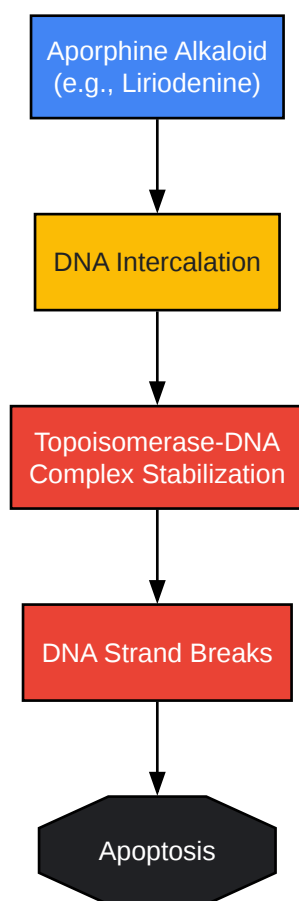 Aporphine Alkaloid
(e.g., Liriodenine)
DNA Intercalation
Topoisomerase-DNA
Complex Stabilization
DNA Strand Breaks
Apoptosis